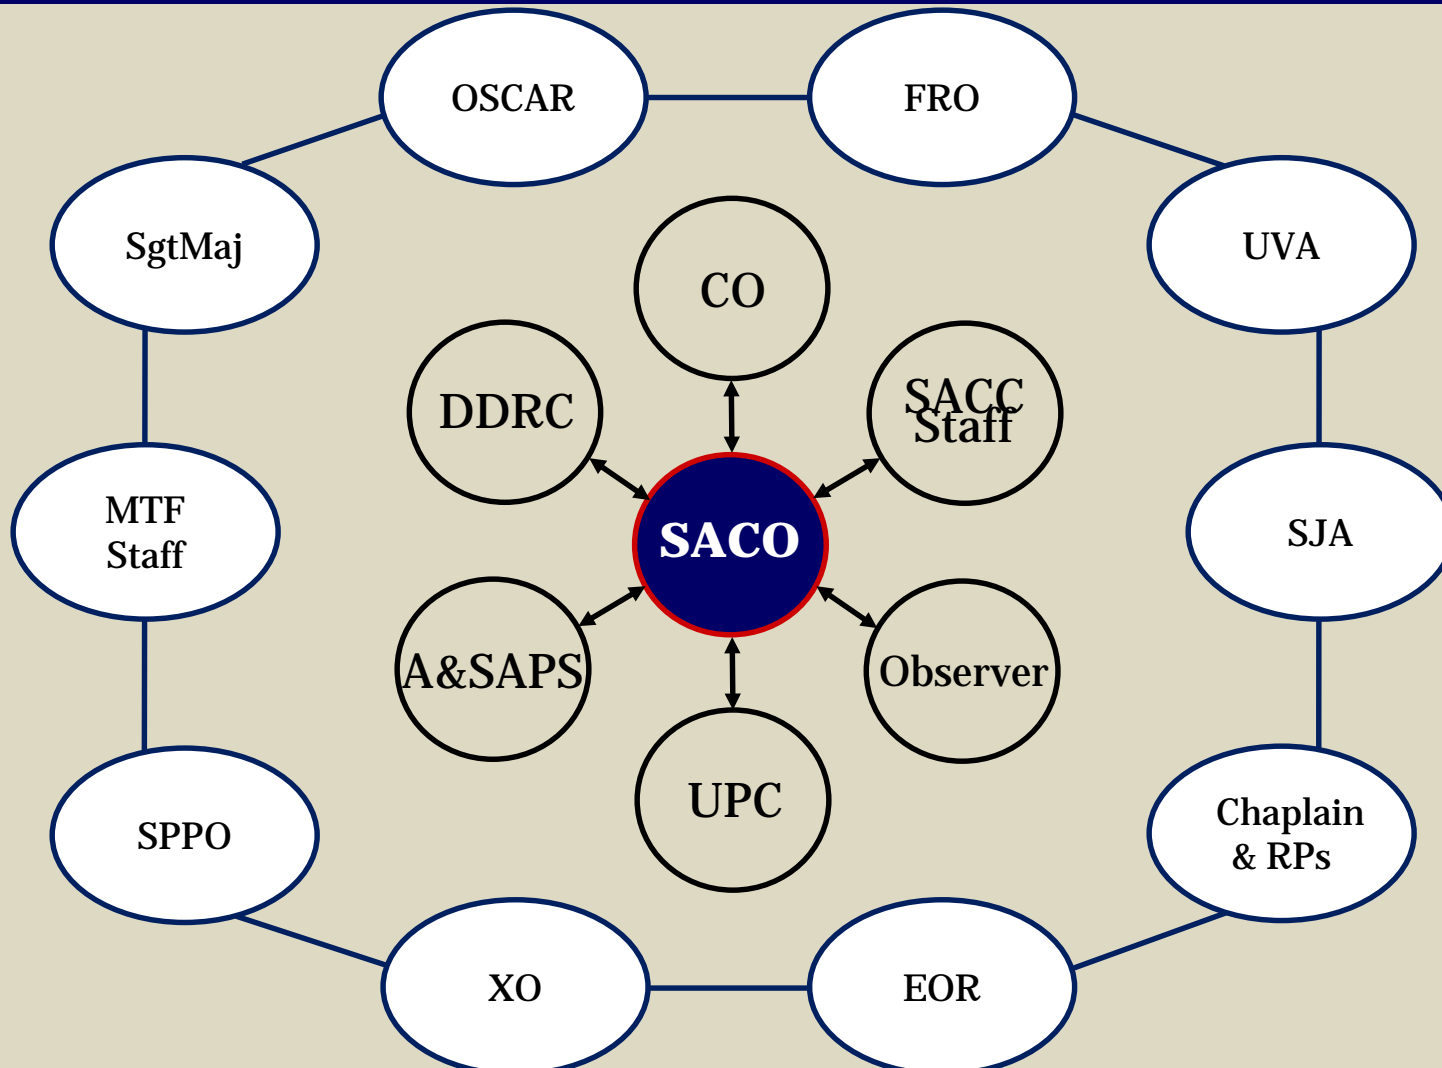 OSCAR
FRO
SgtMaj
UVA
CO
DDRC
SACC
Staff
MTF
Staff
SACO
SJA
A&SAPS
Observer
UPC
SPPO
Chaplain
& RPs
XO
EOR